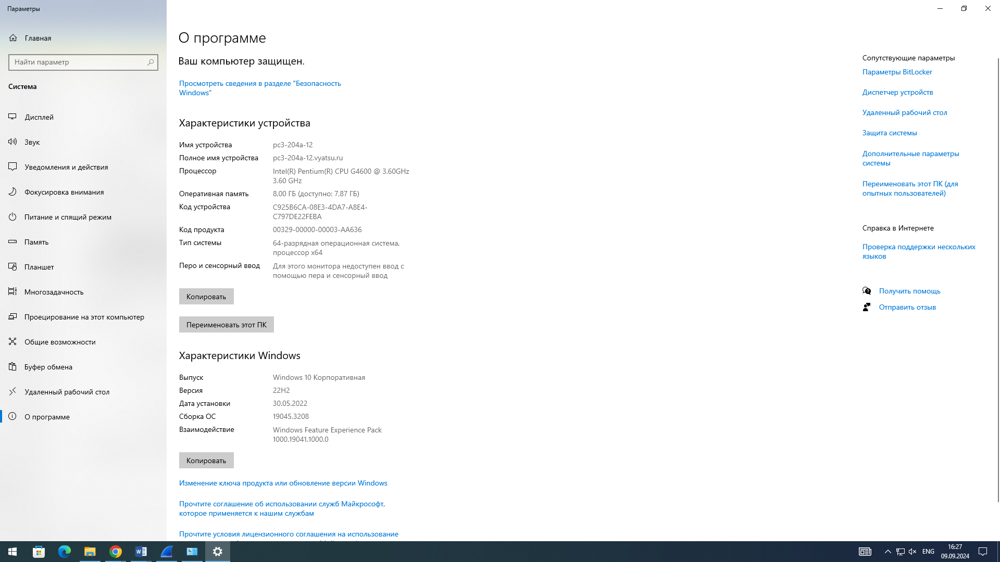 Параметры
Главная
Найти параметр
Система
Дисплей
Звук
Уведомления и действия
Фокусировка внимания
Питание и спящий режим
Память
Планшет
Многозадачность
Проецирование на этот компьютер
Общие возможности
Буфер обмена
Удаленный рабочий стол
О программе
О программе
Ваш компьютер защищен.
Просмотреть сведения в разделе "Безопасность
Windows"
Характеристики устройства
Имя устройства pc3-204a-12
Полное имя устройства pc3-204a-12.vyatsu.ru
Процессор Intel(R) Pentium(R) CPU G4600 @ 3.60GHz
3.60 GHz
Оперативная память 8,00 ГБ (доступно: 7,87 ГБ)
Код устройства C925B6CA-08E3-4DA7-A8E4-
C797DE22FEBA
Код продукта 00329-00000-00003-AA636
Тип системы 64-разрядная операционная система,
процессор x64
Перо и сенсорный ввод Для этого монитора недоступен ввод с
помощью пера и сенсорный ввод
Копировать
Переименовать этот ПК
Характеристики Windows
Выпуск Windows 10 Корпоративная
Версия 22H2
Дата установки 30.05.2022
Сборка ОС 19045.3208
Взаимодействие Windows Feature Experience Pack
1000.19041.1000.0
Копировать
Изменение ключа продукта или обновление версии Windows
Прочтите соглашение об использовании служб Майкрософт,
которое применяется к нашим службам
Прочтите условия лицензионного соглашения на использование
Сопутствующие параметры
Параметры BitLocker
Диспетчер устройств
Удаленный рабочий стол
Защита системы
Дополнительные параметры
системы
Переименовать этот ПК (для
опытных пользователей)
Справка в Интернете
Проверка поддержки нескольких
языков
Получить помощь
Отправить отзыв
ENG
16:27
09.09.2024